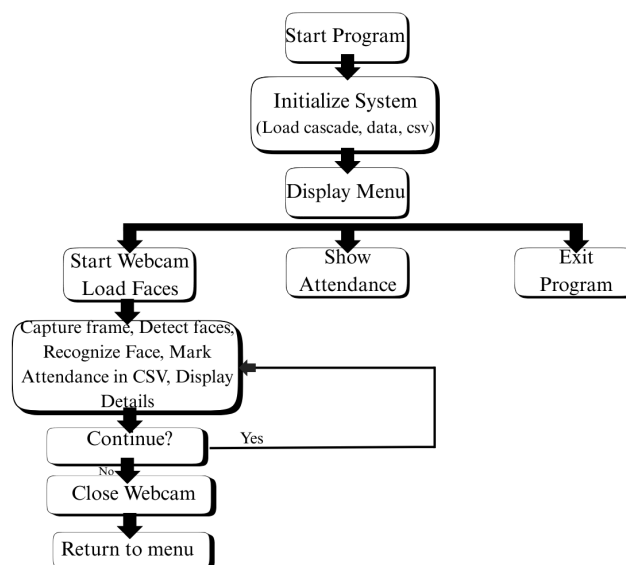 Start Program
Initialize System
(Load cascade, data, csv)
Display Menu
Start Webcam
Load Faces
Show
Attendance
Exit
Program
Capture frame, Detect faces,
Recognize Face, Mark
Attendance in CSV, Display
Details
Continue?
Yes
No
Close Webcam
Return to menu